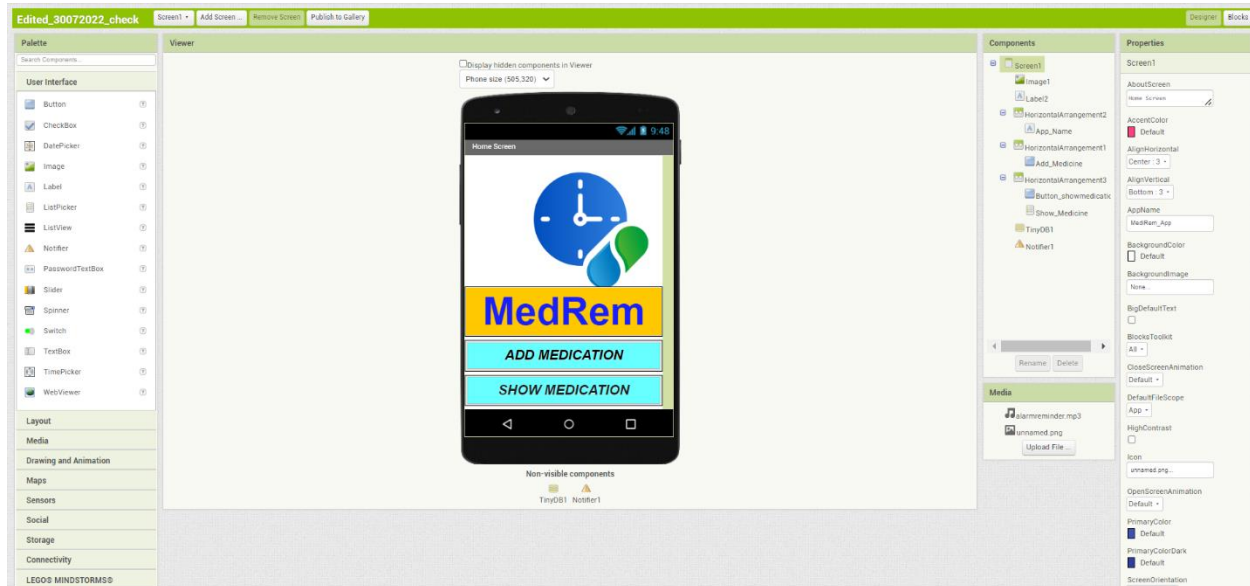 Edited_30072022_check
Screen1
Add Screen ...
Remove Screen
Publish to Gallery
Designer
Blocks
Palette
Search Components...
User Interface
Button
CheckBox
DatePicker
Image
Label
ListPicker
ListView
Notifier
PasswordTextBox
Slider
Spinner
Switch
TextBox
TimePicker
WebViewer
Layout
Media
Drawing and Animation
Maps
Sensors
Social
Storage
Connectivity
LEGO® MINDSTORMS®
Viewer
Display hidden components in Viewer
Phone size (505,320)
9:48
Home Screen
MedRem
ADD MEDICATION
SHOW MEDICATION
Non-visible components
TinyDB1 Notifier1
Components
Screen1
Image1
Label2
HorizontalArrangement2
App_Name
HorizontalArrangement1
Add_Medicine
HorizontalArrangement3
Button_showmedicatic
Show_Medicine
TinyDB1
Notifier1
Rename Delete
Media
alarmreminder.mp3
unnamed.png
Upload File ...
Properties
Screen1
AboutScreen
Home Screen
AccentColor
Default
AlignHorizontal
Center : 3
AlignVertical
Bottom : 3
AppName
MediRem_App
BackgroundColor
Default
BackgroundImage
None...
BigDefaultText
BlocksToolkit
All
CloseScreenAnimation
Default
DefaultFileScope
App
HighContrast
Icon
unnamed.png...
OpenScreenAnimation
Default
PrimaryColor
Default
PrimaryColorDark
Default
ScreenOrientation